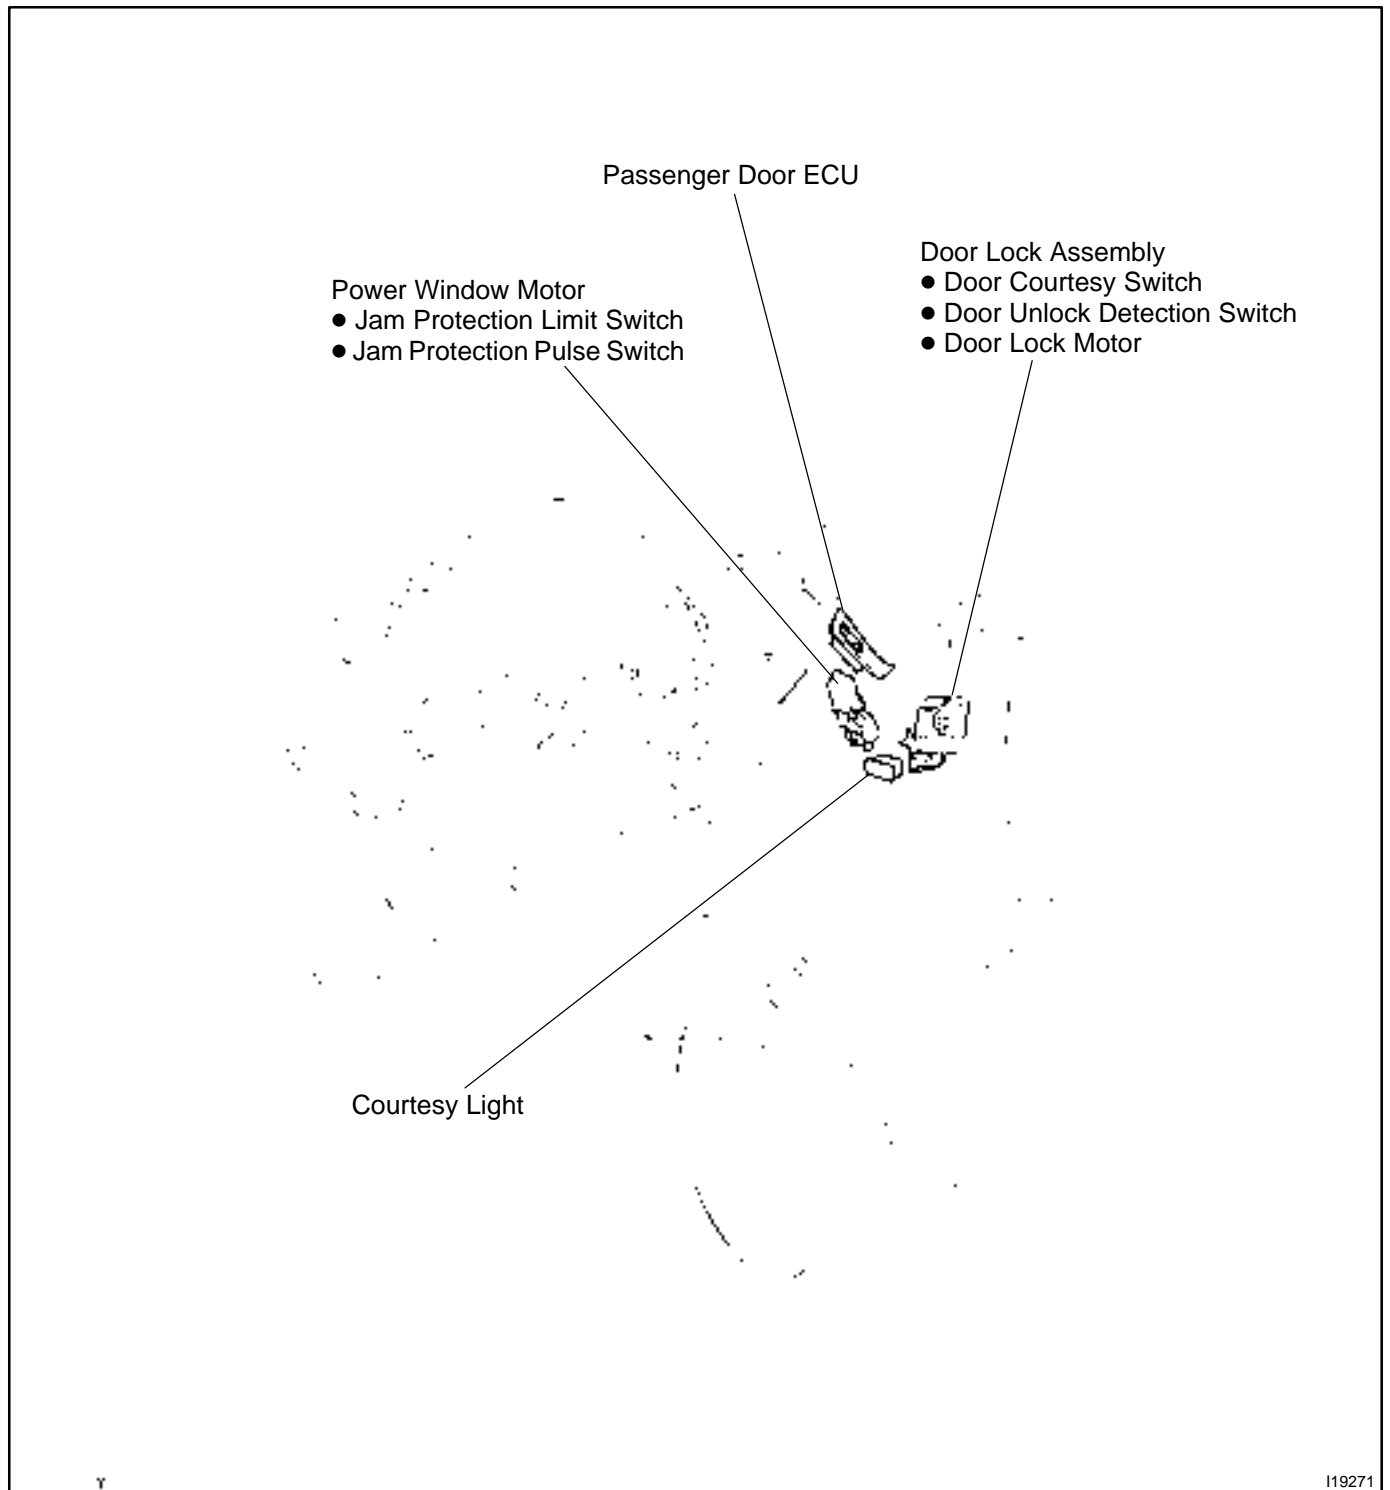 Passenger Door ECU
Door Lock Assembly
● Door Courtesy Switch
● Door Unlock Detection Switch
● Door Lock Motor
Power Window Motor
● Jam Protection Limit Switch
● Jam Protection Pulse Switch
Courtesy Light
Y
I19271